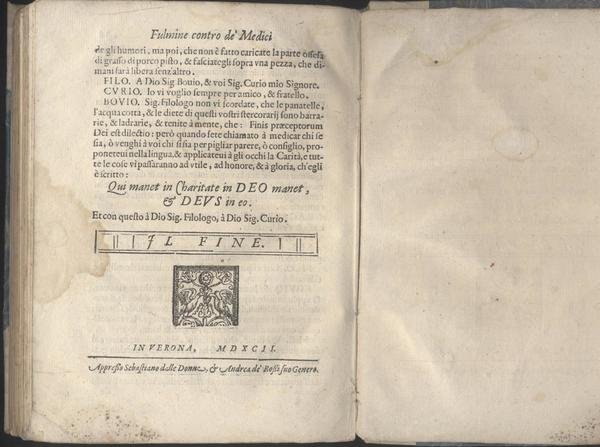 Fulmine contro de' Medici
de gli humori, ma poi, che non è fatto caricate la parte offesa
di grasso di porco pisto, & fasciategli sopra vna pezza, che di-
mani sarà libera senz'altro.
FILO. A Dio Sig. Bouio, & voi Sig. Curio mio Signore.
CVRIO. Io vi voglio sempre per amico, & fratello.
BOVIO. Sig. Filologo non vi scordate, che le panatelle,
l'acqua cotta, & le diete di questi vostri stercorarij sono barra-
rie, & ladrarie, & tenite à mente, che: Finis præceptorum
Dei est dilectio: però quando sete chiamato à medicar chi se
sia, ò venghi à voi chi si sia per pigliar parere, ò consiglio, pro-
poneteui nella lingua, & applicateui à gli occhi la Carità, e tut-
te le cose vi passaranno ad vtile, ad honore, & à gloria, ch'egli
è scritto:
Qui manet in Charitate in DEO manet,
& DEVS in eo.
Et con questo à Dio Sig. Filologo, à Dio Sig. Curio.
IL FINE.
IN VERONA, MDXCII.
Appresso Sebastiano dalle Donne, & Andrea de' Rossi suo Genero.